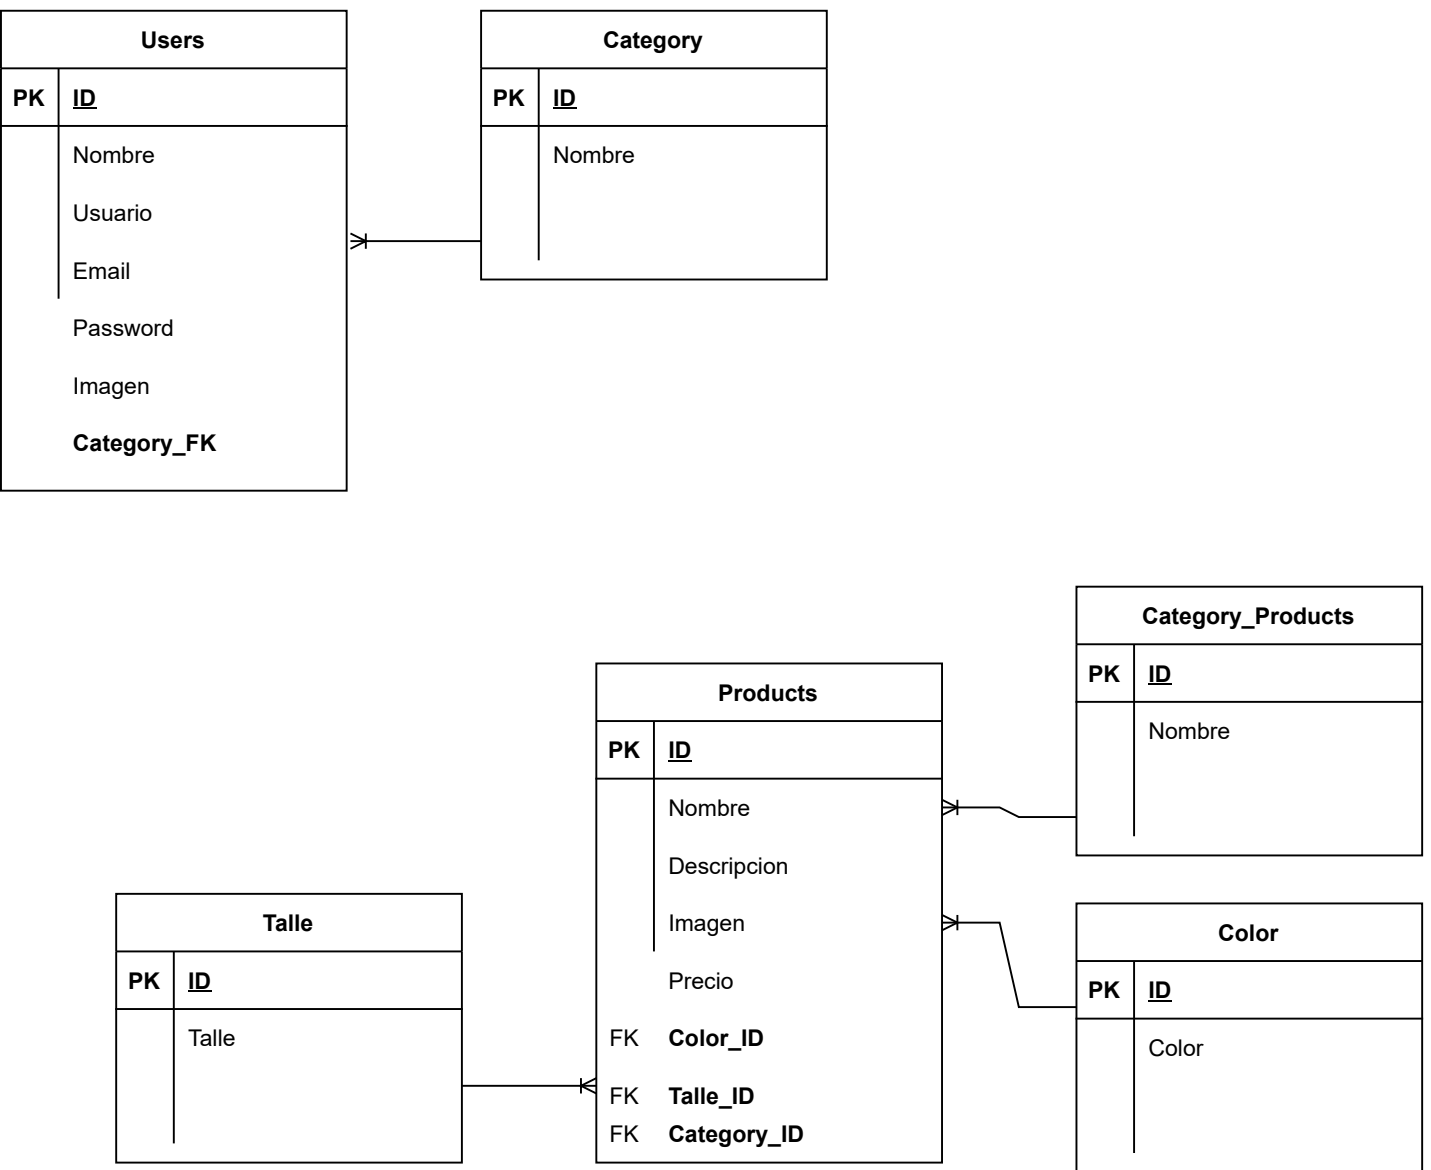 Users
PK ID
Nombre
Usuario
Email
Password
Imagen
Category_FK
Category
PK ID
Nombre
Category_Products
PK ID
Nombre
Products
PK ID
Nombre
Descripcion
Imagen
Precio
FK Color_ID
FK Talle_ID
FK Category_ID
Talle
PK ID
Talle
Color
PK ID
Color